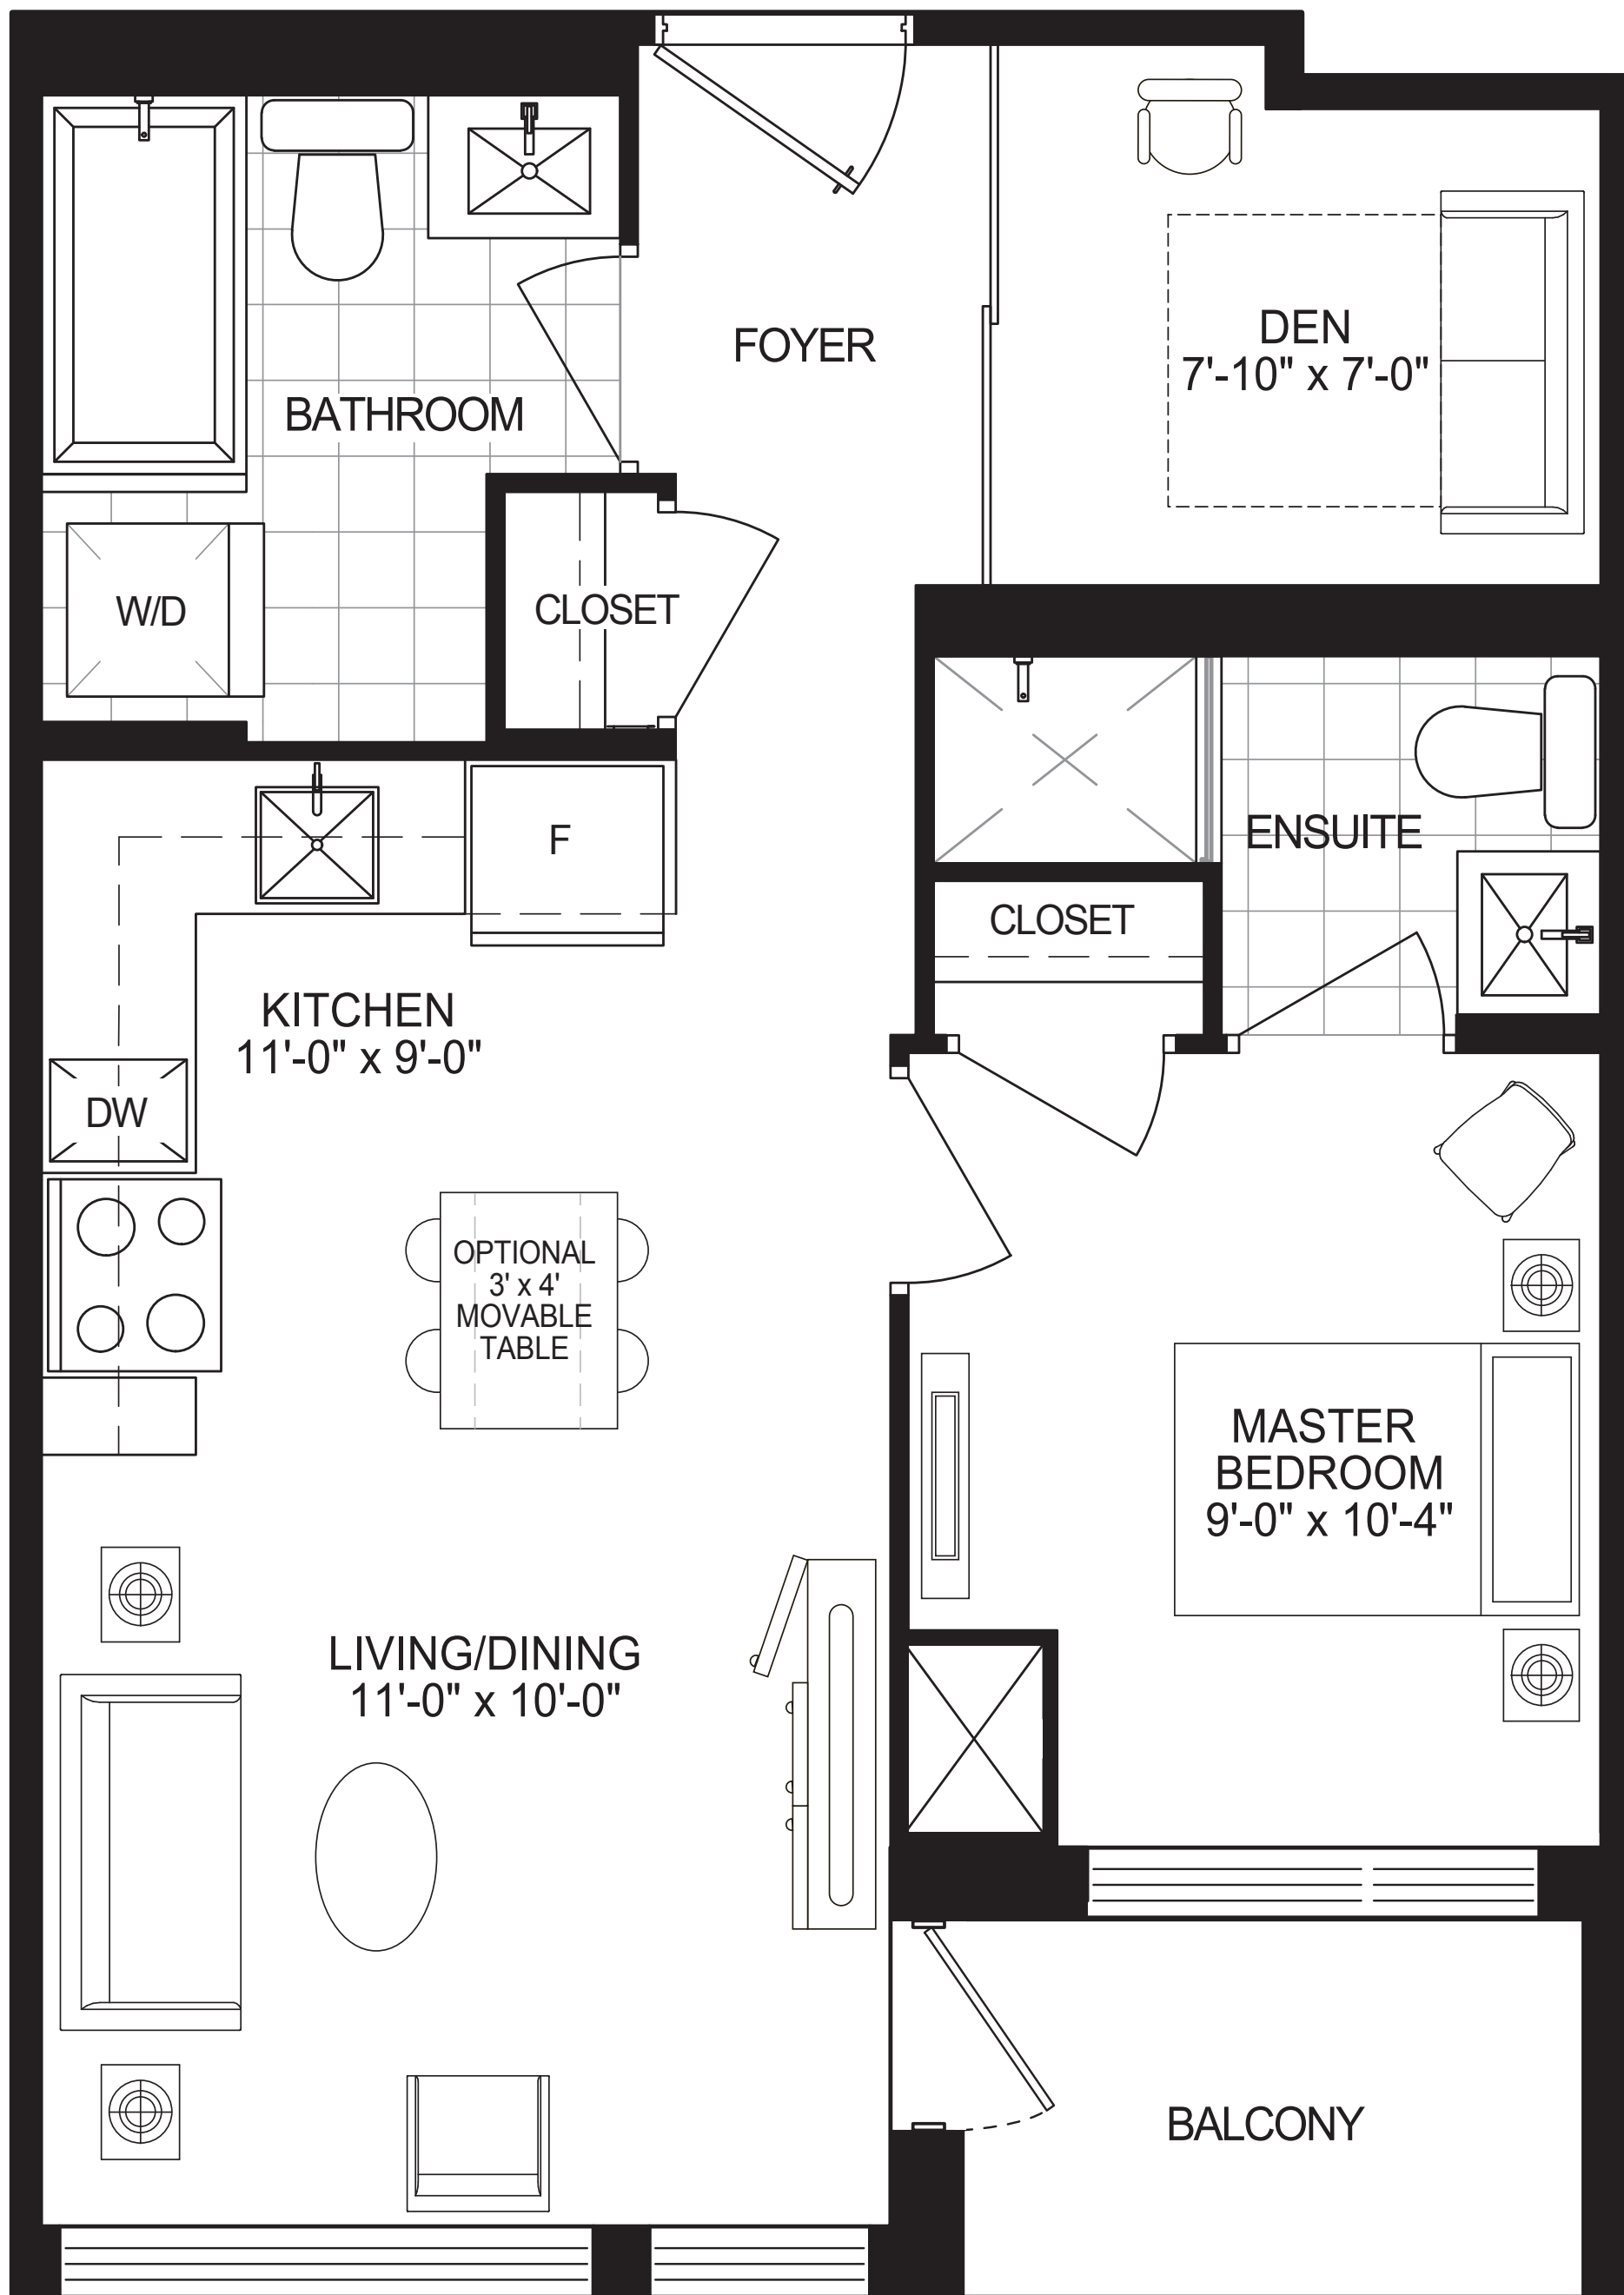 FOYER
DEN
7'-10" x 7'-0"
BATHROOM
W/D
CLOSET
F
ENSUITE
CLOSET
KITCHEN
11'-0" x 9'-0"
DW
OPTIONAL
3' x 4'
MOVABLE
TABLE
MASTER
BEDROOM
9'-0" x 10'-4"
LIVING/DINING
11'-0" x 10'-0"
BALCONY